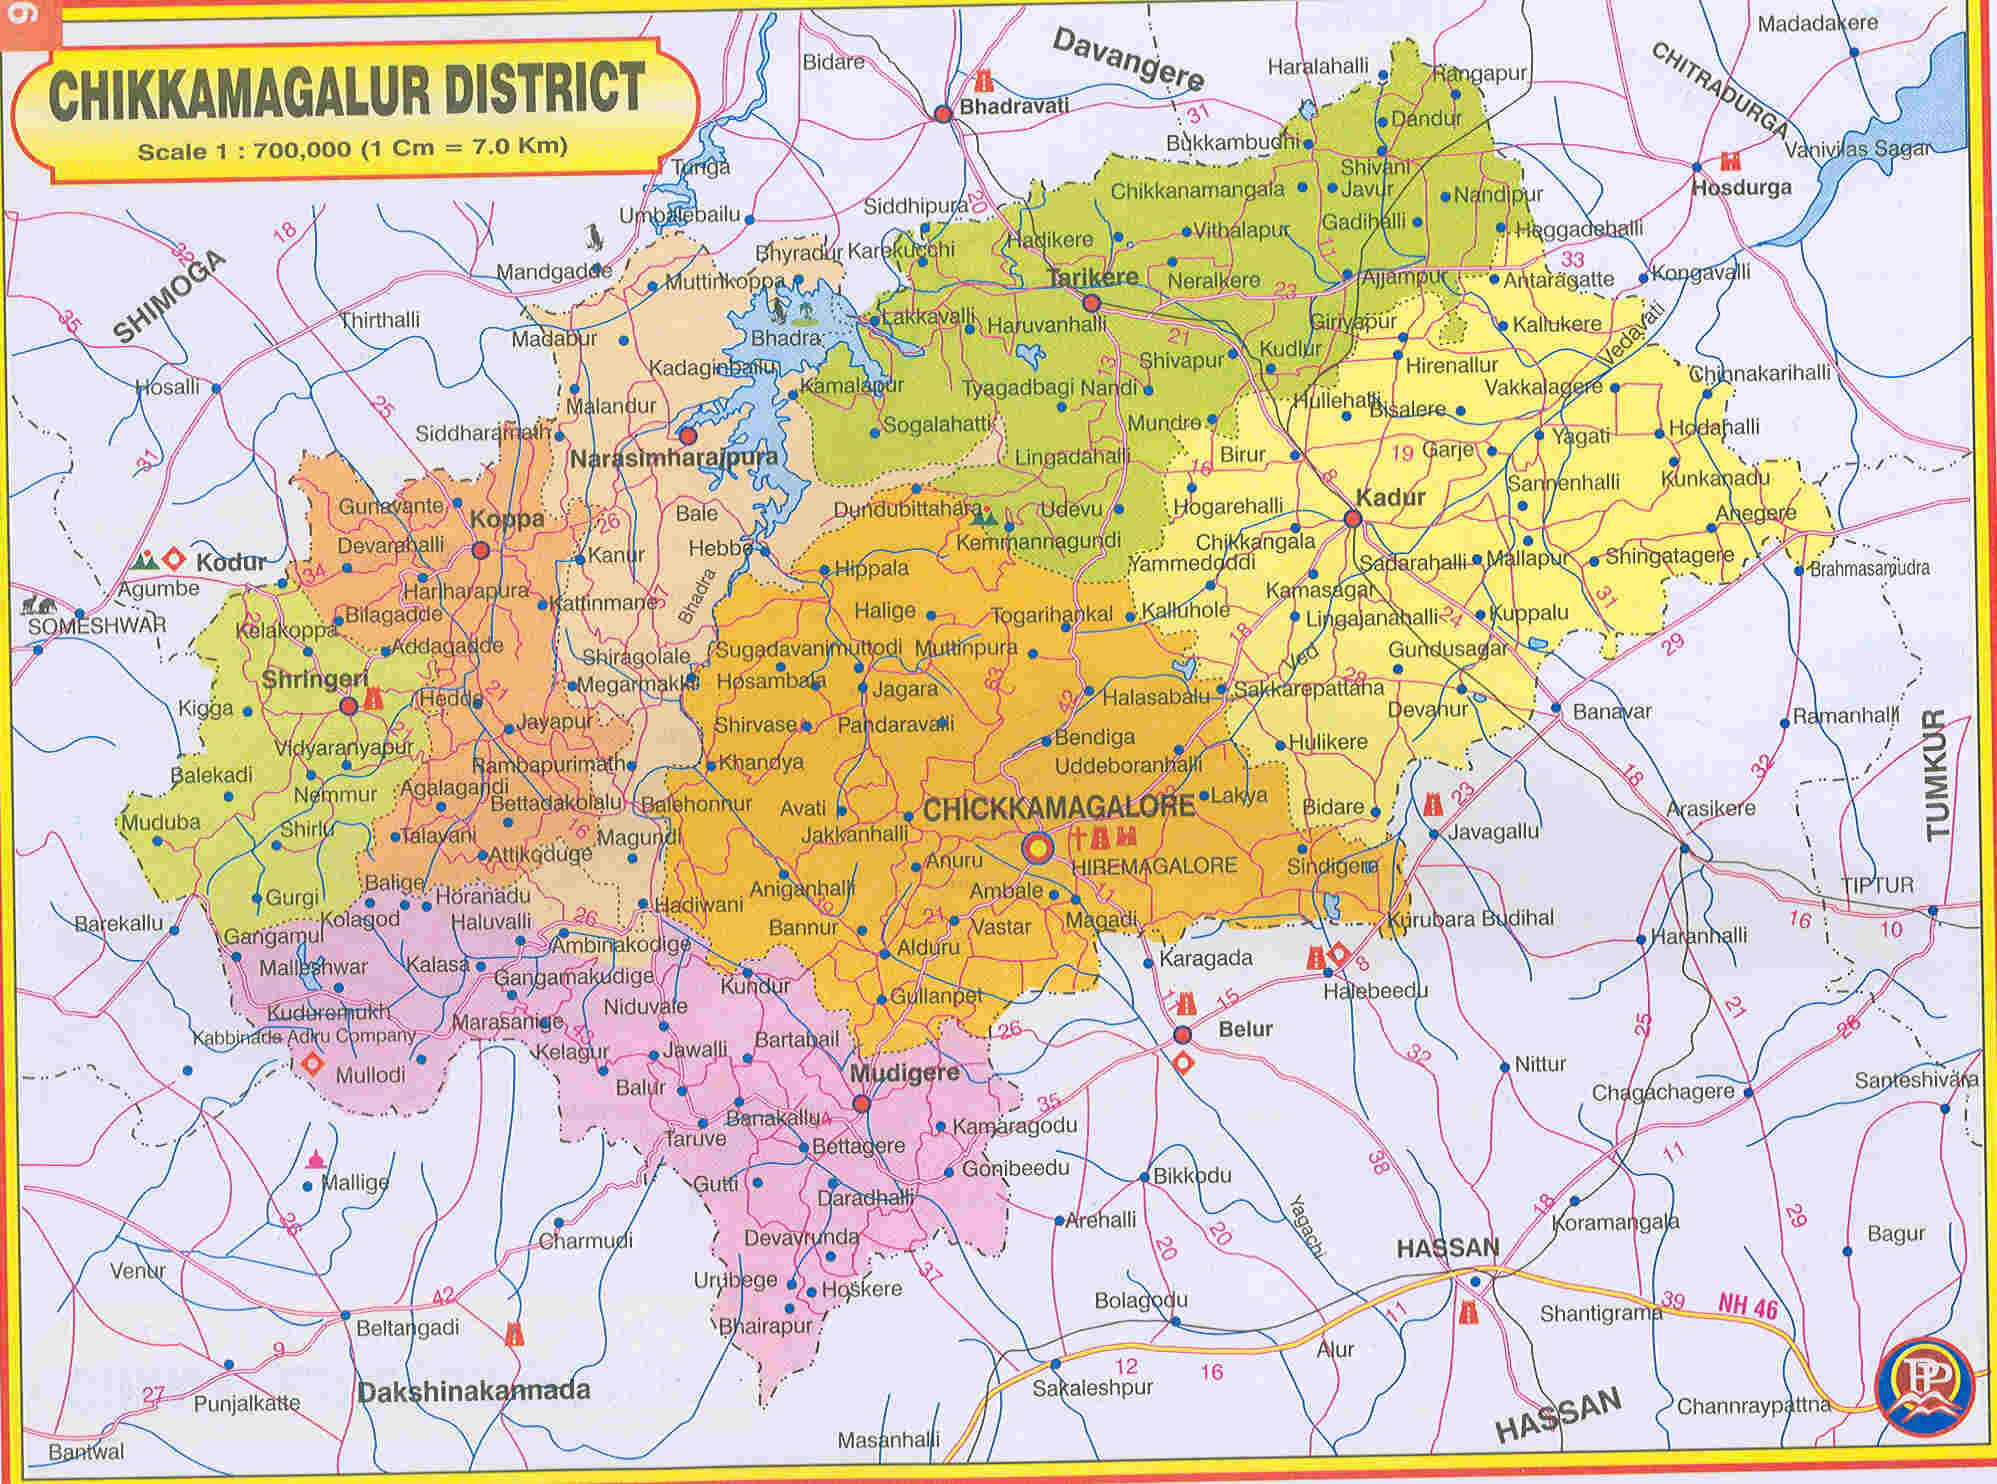 9
CHIKKAMAGALUR DISTRICT
Scale 1 : 700,000 (1 Cm = 7.0 Km)
Davangere
CHITRADURGA
SHIMOGA
TUMKUR
HASSAN
Dakshinakannada
Madadakere
Bidare
Haralahalli
Rangapur
Bhadravati
31
Dandur
Bukkambudhi
Shivani
Vanivilas Sagar
Tunga
Hosdurga
Chikkanamangala
Javur
Nandipur
Siddhipura
20
Umbalebailu
Gadihalli
Heggadehalli
Hadikere
Vithalapur
18
32
Bhyradur
Karekucchi
11
33
Mandgadde
Muttinkoppa
Tarikere
Neralkere
Ajjampur
Antaragatte
Kongavalli
23
35
Thirthalli
Lakkavalli
Haruvanhalli
Giriyapur
Kallukere
Vedavati
Madabur
Bhadra
21
Shivapur
Kudlur
Hirenallur
13
Kadaginbailu
Hosalli
Kamalapur
Tyagadbagi
Nandi
Vakkalagere
Chinnakarihalli
25
Malandur
Hullehalli
Bisalere
Siddharamath
Sogalahatti
Mundre
Yagati
Hodahalli
31
Narasimharajpura
Lingadahalli
16
Birur
8
19
Garje
Kunkanadu
Sannenhalli
Gunavante
Koppa
26
Bale
Dundubittahara
Udevu
Hogarehalli
Kadur
Anegere
Devarahalli
Kanur
Hebbe
Kemmannagundi
Chikkangala
Kodur
34
Yammedoddi
Sadarahalli
Mallapur
Shingatagere
Brahmasamudra
Agumbe
Hariharapura
Hippala
Kamasagar
31
Kattinmane
Bhadra
Halige
Togarihankal
Kalluhole
Lingajanahalli
24
Kuppalu
SOMESHWAR
Bilagadde
Kelakoppa
18
29
Addagadde
Shiragolale
Sugadavani
muttodi
Muttinpura
Ved
Gundusagar
Shringeri
Megarmakki
Hosambala
Jagara
28
Sakkarepattana
Kigga
Hedde
21
42
Halasabalu
Devanur
Banavar
Ramanhalli
Jayapur
Shirvase
Pandaravalli
Vidyaranyapur
Bendiga
Hulikere
Rambapurimath
Khandya
Uddeboranhalli
18
32
Balekadi
Nemmur
Agalagandi
Bettadakolalu
Balehonnur
Avati
CHICKKAMAGALORE
Lakya
Bidare
23
Arasikere
Muduba
Shirlu
Talavani
16
Magundi
Jakkanhalli
Javagallu
Attikoduge
Anuru
HIREMAGALORE
Sindigere
Balige
Aniganhalli
Ambale
11
TIPTUR
Gurgi
Horanadu
Hadiwani
Kolagod
Haluvalli
26
21
Magadi
Kurubara Budihal
16
10
Barekallu
Bannur
Vastar
Gangamul
Ambinakodige
Alduru
Haranhalli
Malleshwar
Kalasa
Gangamakudige
Karagada
8
Kundur
Gullanpet
Halebeedu
Kuduremukh
Niduvale
15
Marasanige
26
Belur
21
25
Kabbinada Adiru Company
Bartabail
32
Kelagur
Jawalli
Nittur
Mullodi
Mudigere
Balur
35
Chagachagere
Santeshivara
Banakallu
Kamaragodu
Taruve
Bettagere
38
11
Mallige
Gutti
Gonibeedu
Bikkodu
Daradhalli
Yagachi
18
29
Arehalli
Koramangala
Charmudi
Devavrunda
20
20
HASSAN
Bagur
Venur
37
Urubege
Hoskere
42
Bolagodu
39
NH 46
Beltangadi
Bhairapur
11
Shantigrama
9
Alur
12
16
27
Punjalkatte
Sakaleshpur
Channraypattna
Masanhalli
Bantwal